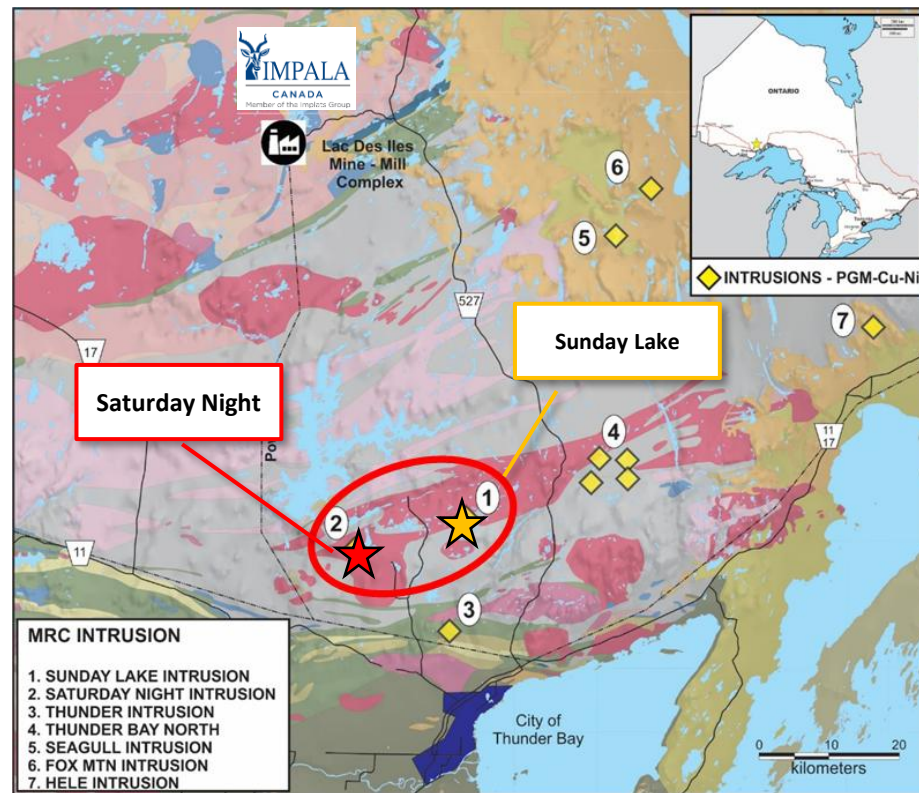 IMPALA
CANADA
Member of the Implats Group
Lac Des Iles
Mine - Mill
Complex
ONTARIO
Toronto
INTRUSIONS - PGM-Cu-Ni
6
5
7
527
17
Sunday Lake
Saturday Night
11
17
4
1
2
11
3
MRC INTRUSION
1. SUNDAY LAKE INTRUSION
2. SATURDAY NIGHT INTRUSION
3. THUNDER INTRUSION
4. THUNDER BAY NORTH
5. SEAGULL INTRUSION
6. FOX MTN INTRUSION
7. HELE INTRUSION
City of
Thunder Bay
0 10 20
kilometers